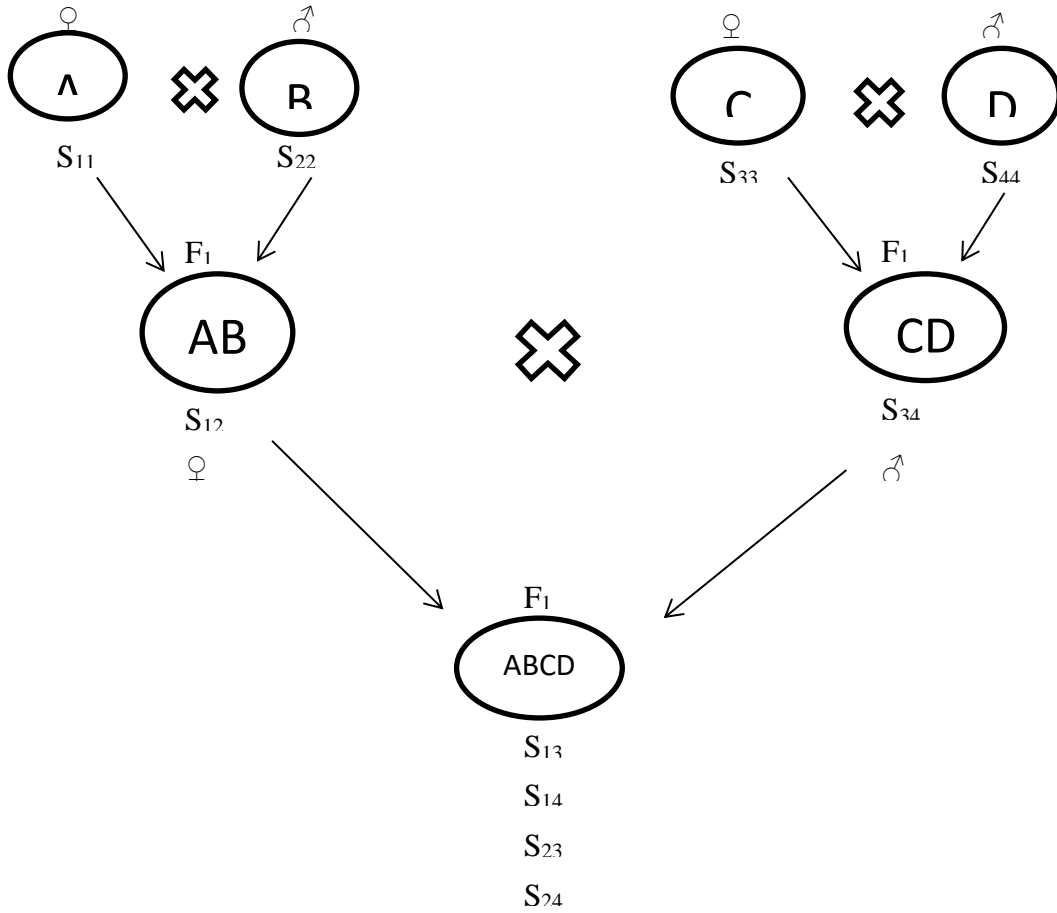 ♀ ♂ ♀ ♂
A B C D
S₁₁ S₂₂ S₃₃ S₄₄
F₁ F₁
AB CD
S₁₂ S₃₄
♀ ♂
F₁
ABCD
S₁₃
S₁₄
S₂₃
S₂₄